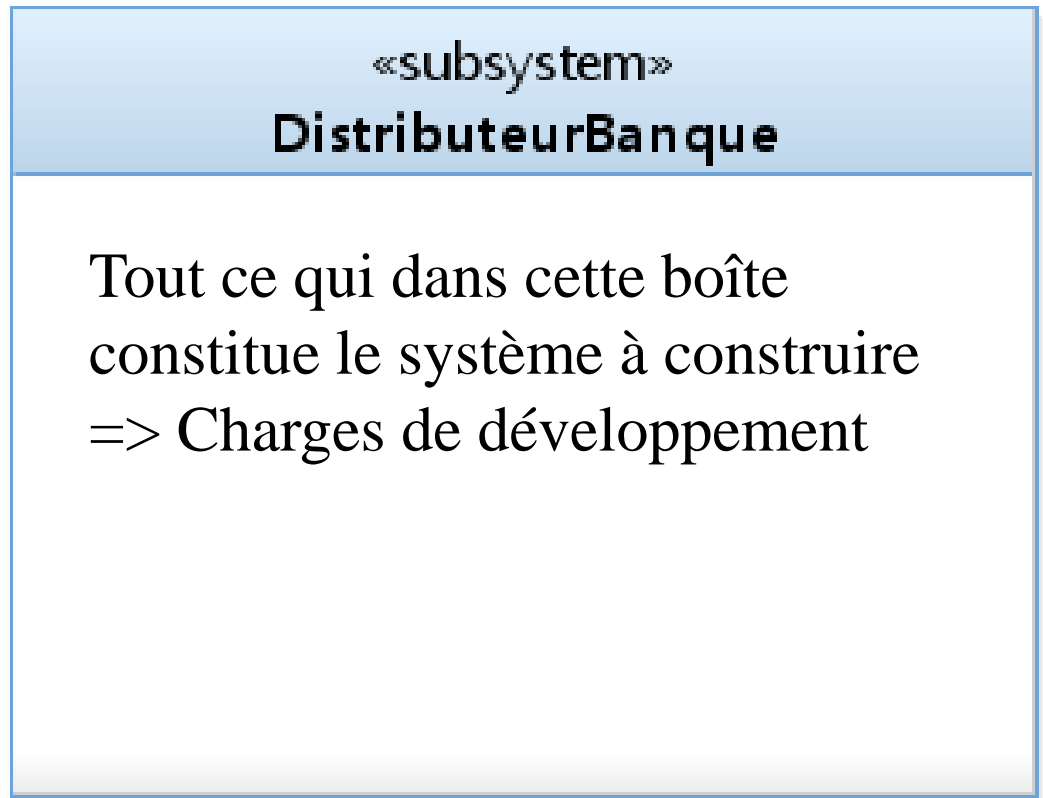 «subsystem»
DistributeurBanque
Tout ce qui dans cette boîte
constitue le système à construire
=> Charges de développement